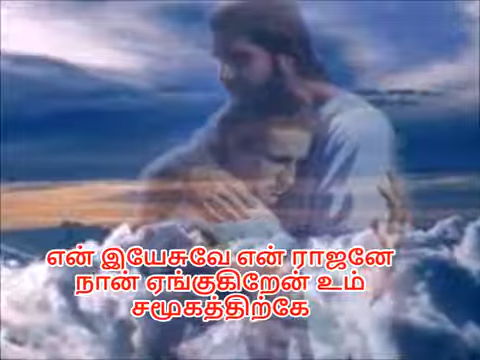 என் இயேசுவே என் ராஜனே
நான் ஏங்குகிறேன் உம்
சமூகத்திற்கே